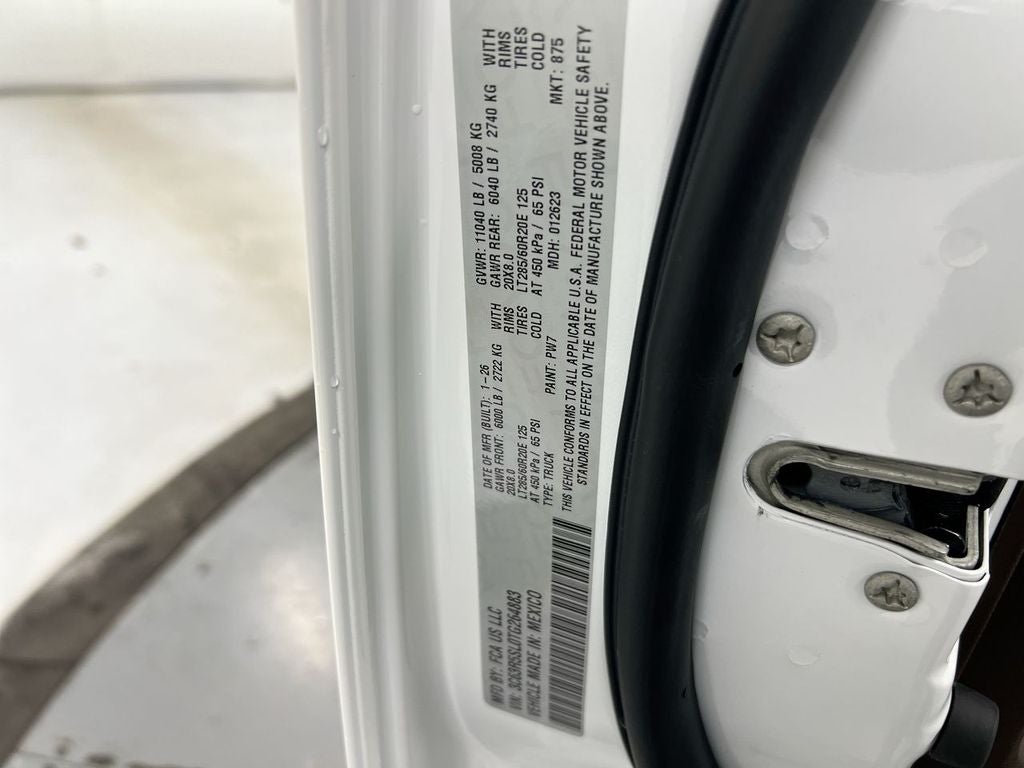 MFD BY: FCA US LLC
VIN:
VEHICLE MADE IN: MEXICO
DATE OF MFR (BUILT): 1-26 GVWR: 11040 LB / 5008 KG
GAWR FRONT: 6000 LB / 2722 KG WITH GAWR REAR: 6040 LB / 2740 KG WITH
20X8.0 RIMS 20X8.0 RIMS
LT285/60R20E 125 TIRES LT285/60R20E 125 TIRES
AT 450 kPa / 65 PSI COLD AT 450 kPa / 65 PSI COLD
TYPE: TRUCK PAINT: PW7 MDH: 012623 MKT: 875
THIS VEHICLE CONFORMS TO ALL APPLICABLE U.S.A. FEDERAL MOTOR VEHICLE SAFETY
STANDARDS IN EFFECT ON THE DATE OF MANUFACTURE SHOWN ABOVE.